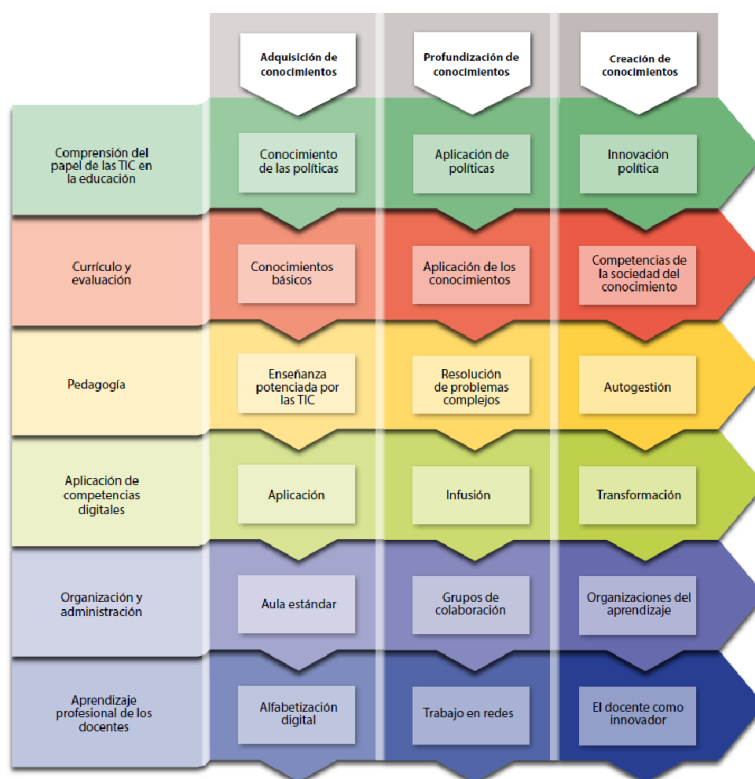 Adquisición de
conocimientos
Profundización de
conocimientos
Creación de
conocimientos
Comprensión del
papel de las TIC en
la educación
Conocimiento
de las políticas
Aplicación de
políticas
Innovación
política
Currículo y
evaluación
Conocimientos
básicos
Aplicación de los
conocimientos
Competencias de
la sociedad del
conocimiento
Pedagogía
Enseñanza
potenciada por
las TIC
Resolución
de problemas
complejos
Autogestión
Aplicación de
competencias
digitales
Aplicación
Infusión
Transformación
Organización y
administración
Aula estándar
Grupos de
colaboración
Organizaciones del
aprendizaje
Aprendizaje
profesional de los
docentes
Alfabetización
digital
Trabajo en redes
El docente como
innovador